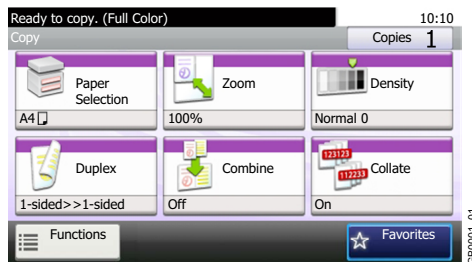 Ready to copy. (Full Color)
10:10
Copy
Copies 1
Paper
Selection
Zoom
Density
A4
100%
Normal 0
Duplex
Combine
123123
112233
Collate
1-sided>>1-sided
Off
On
Functions
Favorites